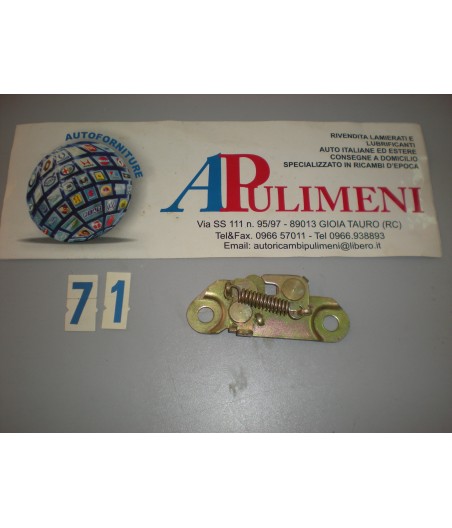 AUTOFORNITURE
APULIMENI
RIVENDITA LAMIERATI E
LUBRIFICANTI
AUTO ITALIANE ED ESTERE
CONSEGNE A DOMICILIO
SPECIALIZZATO IN RICAMBI D'EPOCA
Via SS 111 n. 95/97 - 89013 GIOIA TAURO (RC)
Tel&Fax. 0966 57011 - Tel 0966.938893
Email: autoricambipulimeni@libero.it
71